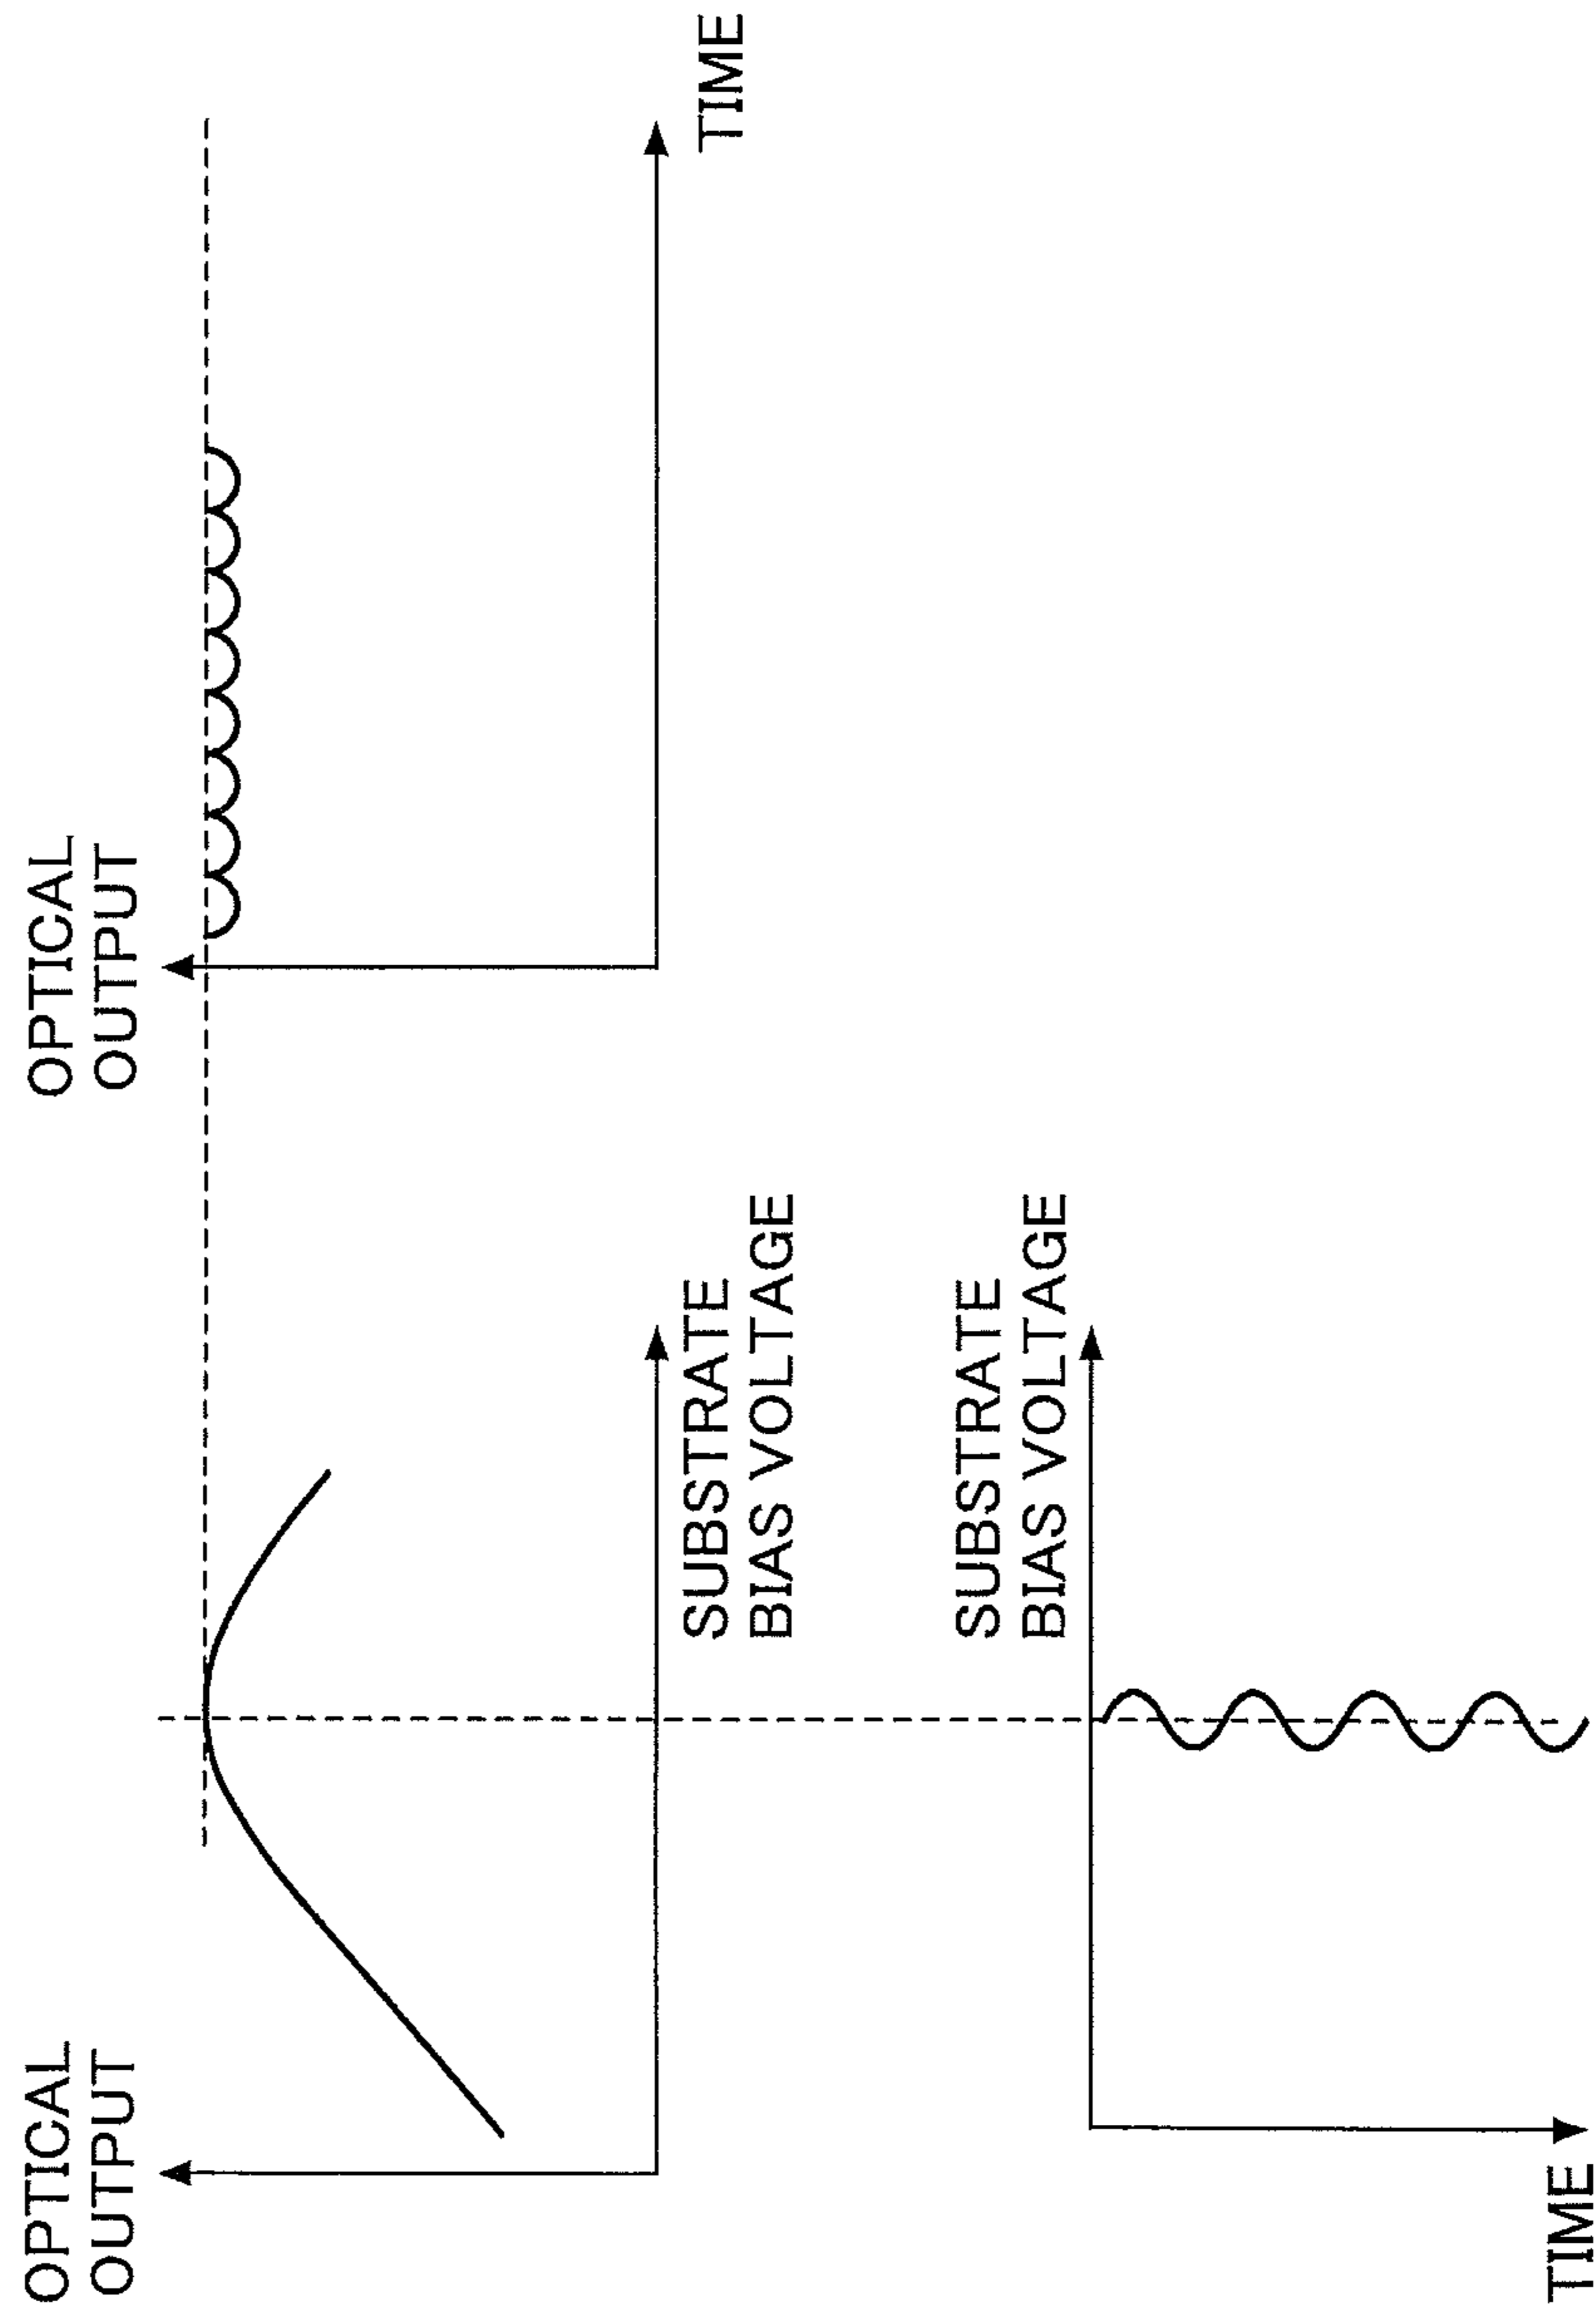 OPTICAL
OUTPUT
OPTICAL
OUTPUT
SUBSTRATE
BIAS VOLTAGE
TIME
SUBSTRATE
BIAS VOLTAGE
TIME